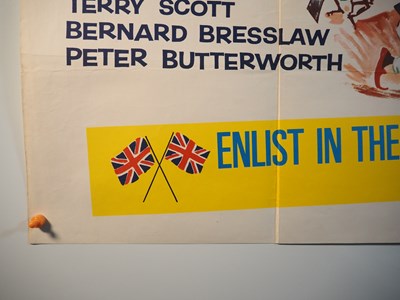 TERRY SCOTT
BERNARD BRESSLAW
PETER BUTTERWORTH
ENLIST IN THE